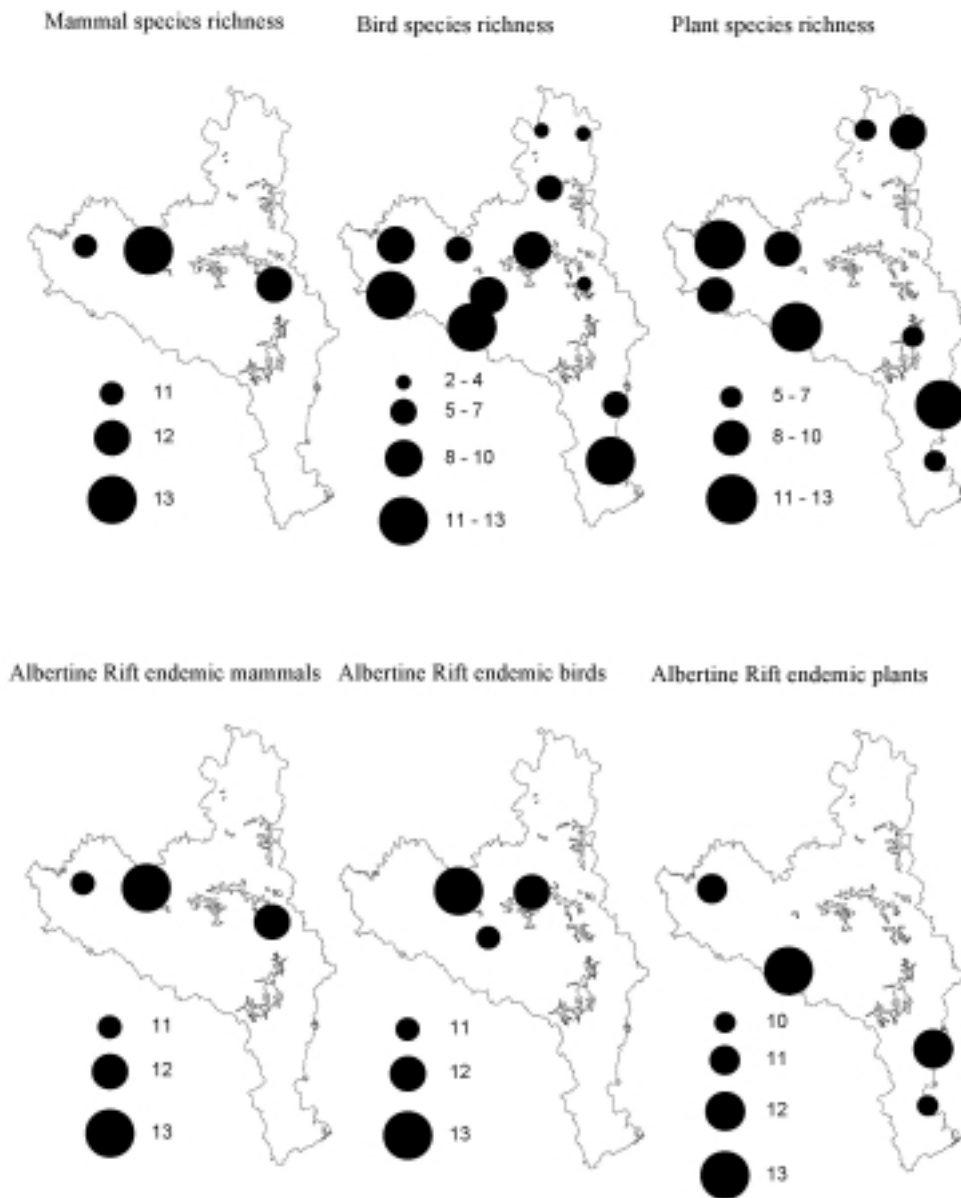 Mammal species richness
Bird species richness
Plant species richness
11
12
13
2 - 4
5 - 7
8 - 10
11 - 13
5 - 7
8 - 10
11 - 13
Albertine Rift endemic mammals
Albertine Rift endemic birds
Albertine Rift endemic plants
11
12
13
11
12
13
10
11
12
13